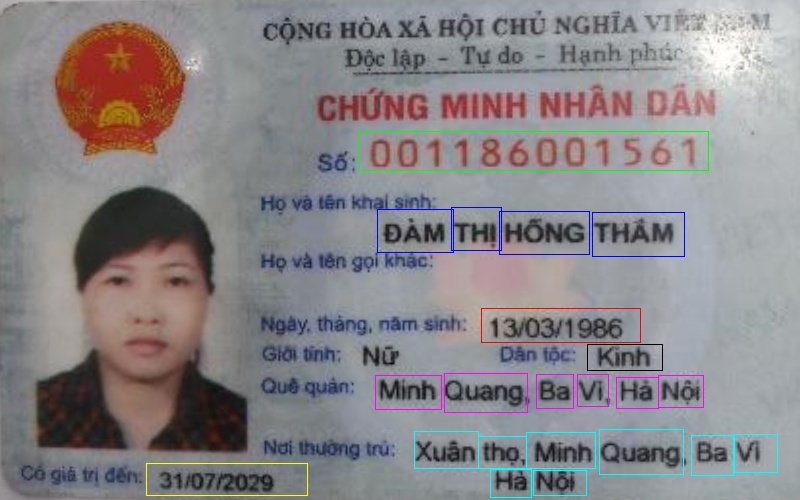 CỘNG HÒA XÃ HỘI CHỦ NGHĨA VIỆT NAM
Độc lập - Tự do - Hạnh phúc
CHỨNG MINH NHÂN DÂN
Số: 001186001561
Họ và tên khai sinh:
ĐÀM THỊ HỒNG THẮM
Họ và tên gọi khác:
Ngày, tháng, năm sinh: 13/03/1986
Giới tính: Nữ Dân tộc: Kinh
Quê quán: Minh Quang, Ba Vì, Hà Nội
Nơi thường trú: Xuân thọ, Minh Quang, Ba Vì
Hà Nội
Có giá trị đến: 31/07/2029